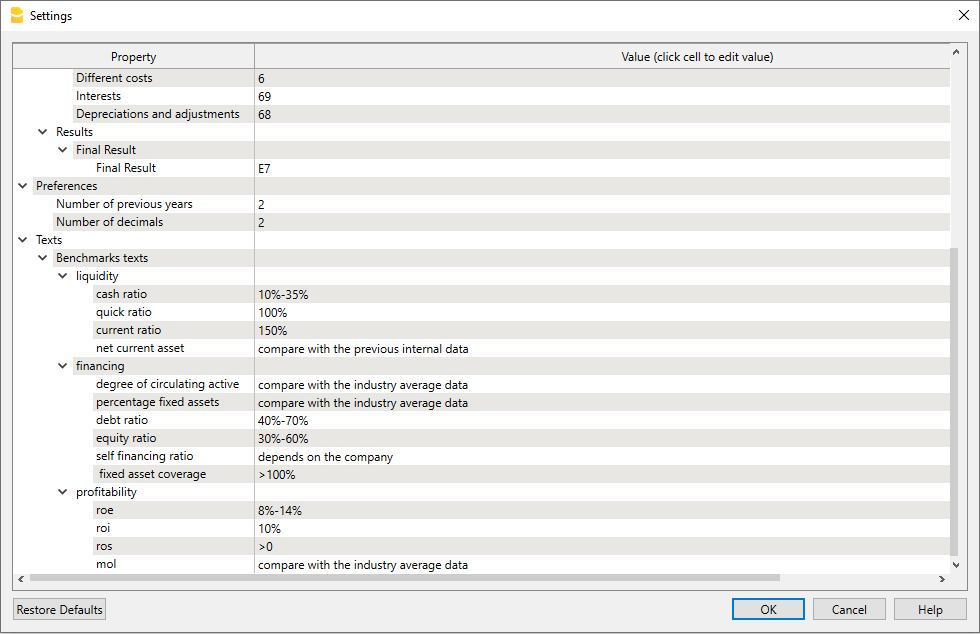 Settings
Property Value (click cell to edit value)
Different costs 6
Interests 69
Depreciations and adjustments 68
Results
Final Result
Final Result E7
Preferences
Number of previous years 2
Number of decimals 2
Texts
Benchmarks texts
liquidity
cash ratio 10%-35%
quick ratio 100%
current ratio 150%
net current asset compare with the previous internal data
financing
degree of circulating active compare with the industry average data
percentage fixed assets compare with the industry average data
debt ratio 40%-70%
equity ratio 30%-60%
self financing ratio depends on the company
fixed asset coverage >100%
profitability
roe 8%-14%
roi 10%
ros >0
mol compare with the industry average data
Restore Defaults OK Cancel Help